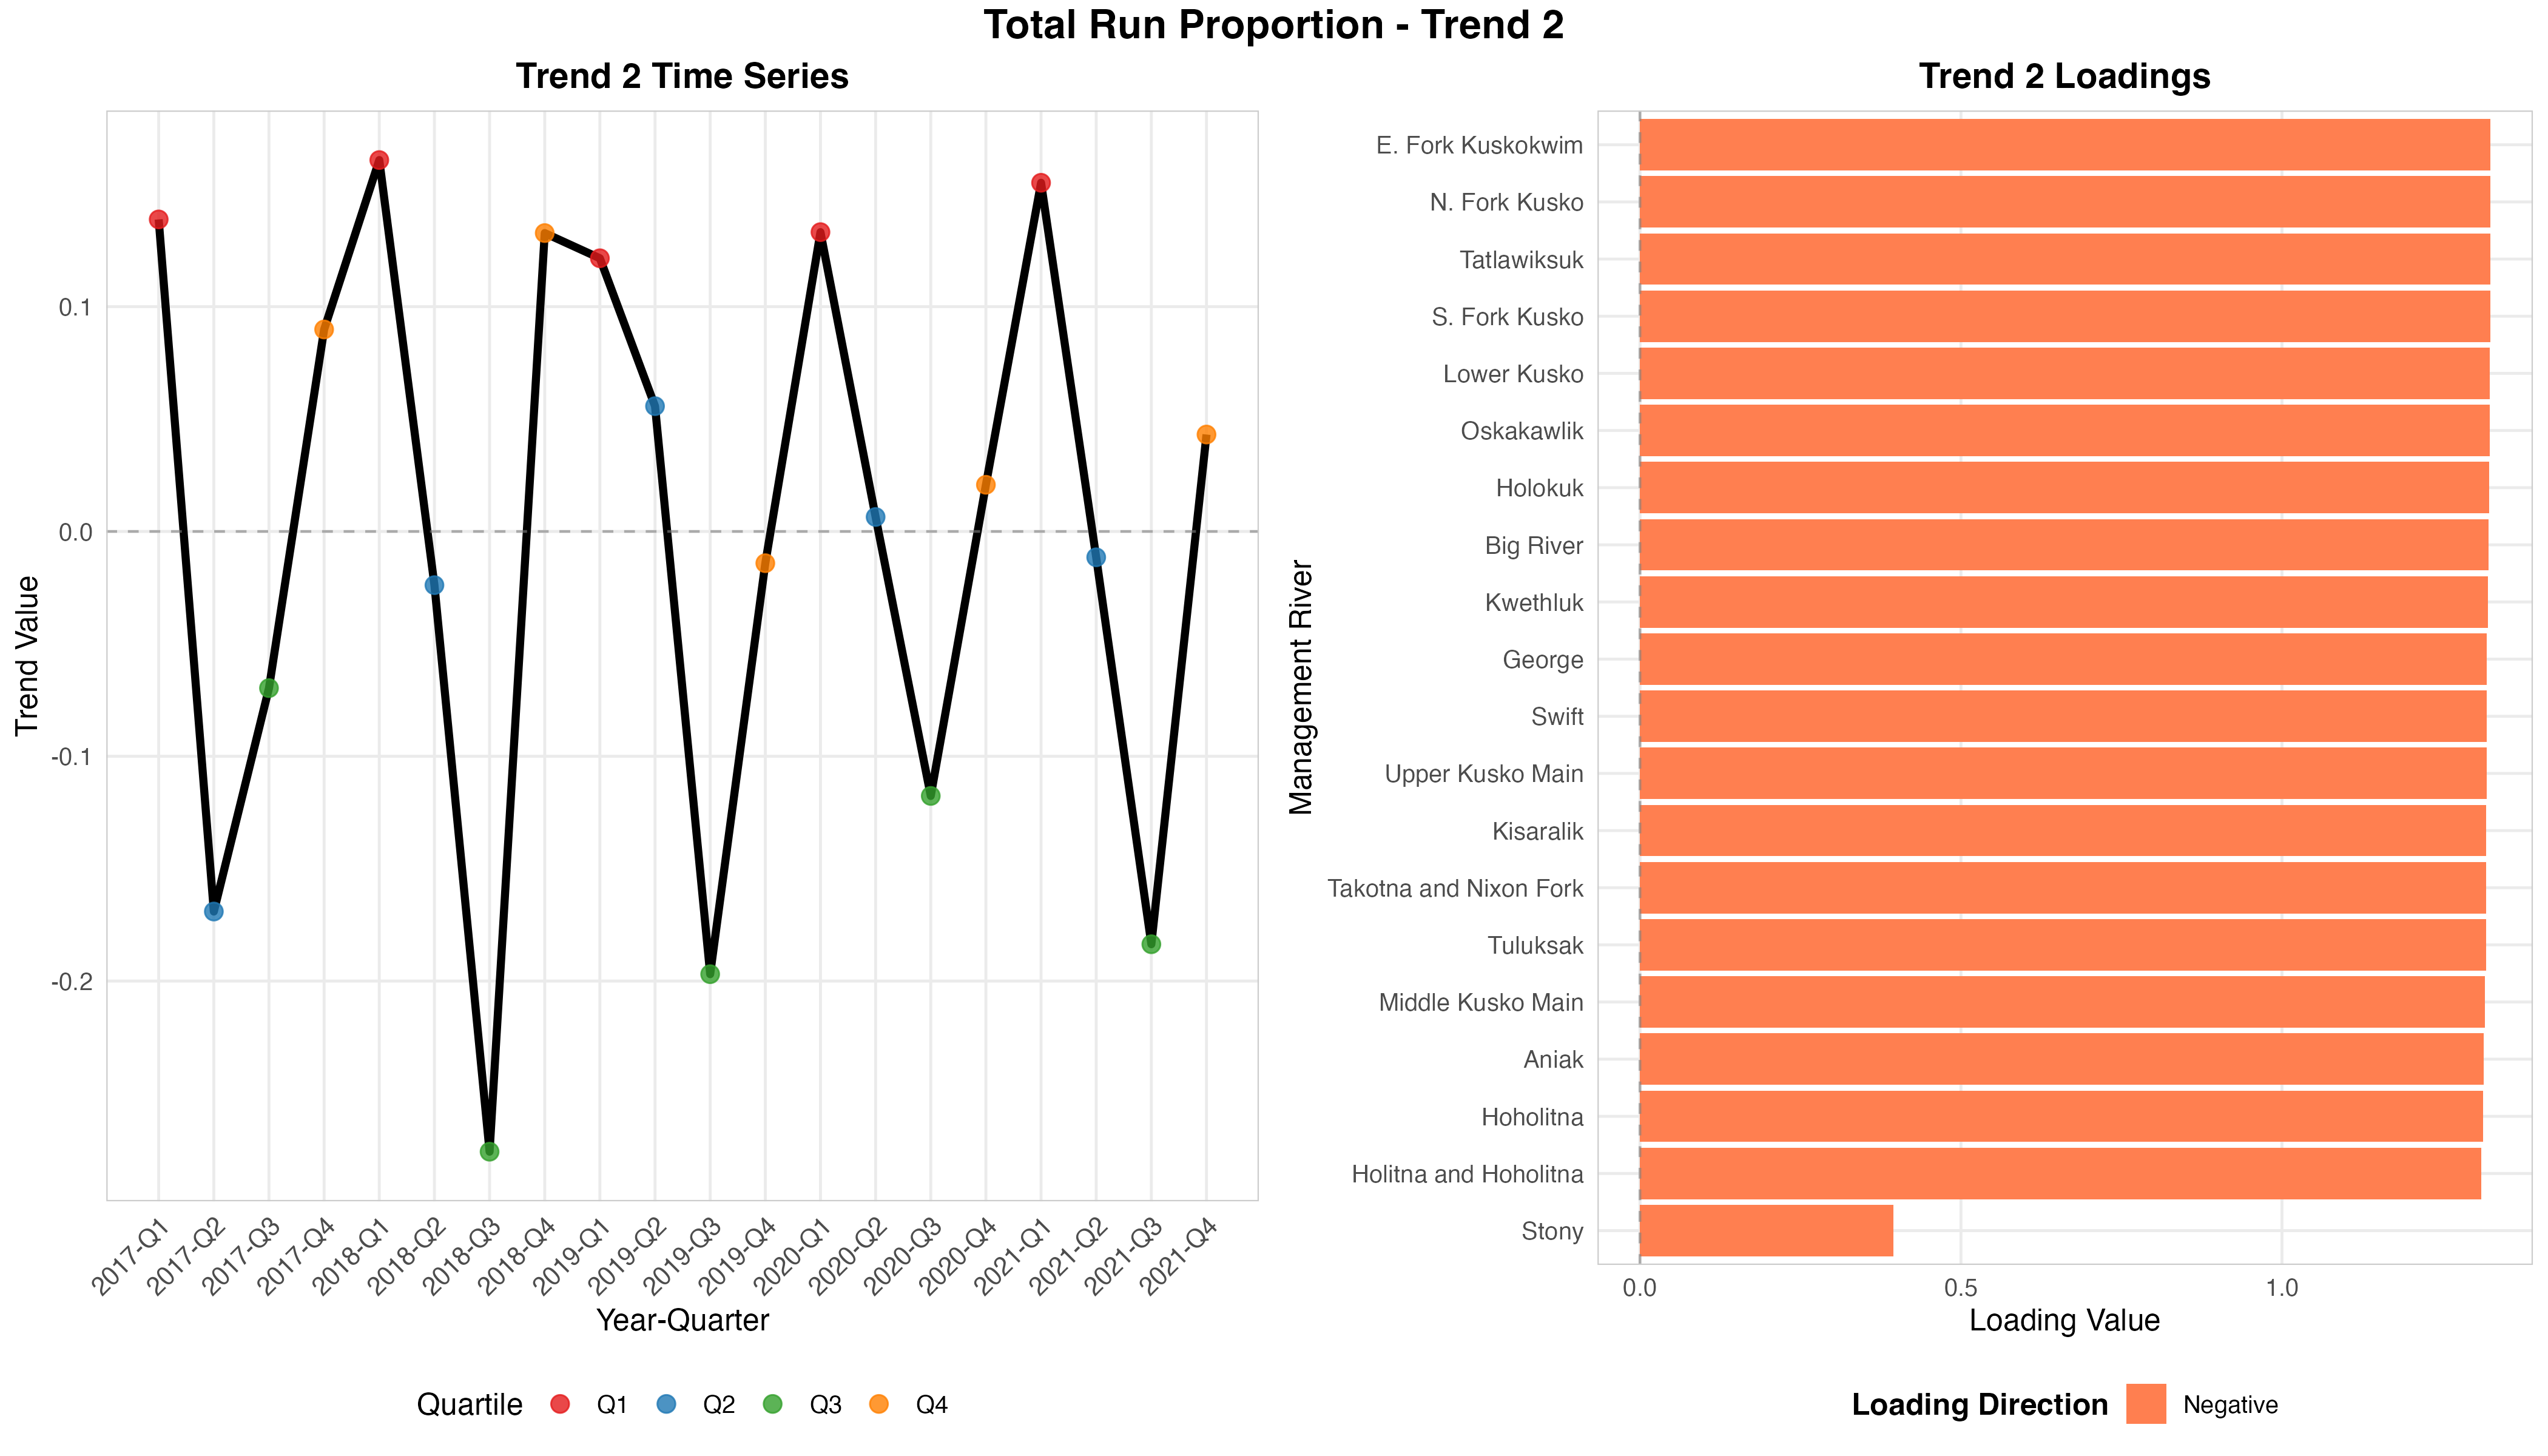 Total Run Proportion - Trend 2
Trend 2 Time Series
Trend Value
0.1
0.0
-0.1
-0.2
2017-Q1
2017-Q2
2017-Q3
2017-Q4
2018-Q1
2018-Q2
2018-Q3
2018-Q4
2019-Q1
2019-Q2
2019-Q3
2019-Q4
2020-Q1
2020-Q2
2020-Q3
2020-Q4
2021-Q1
2021-Q2
2021-Q3
2021-Q4
Year-Quarter
Quartile Q1 Q2 Q3 Q4
Trend 2 Loadings
Management River
E. Fork Kuskokwim
N. Fork Kusko
Tatlawiksuk
S. Fork Kusko
Lower Kusko
Oskakawlik
Holokuk
Big River
Kwethluk
George
Swift
Upper Kusko Main
Kisaralik
Takotna and Nixon Fork
Tuluksak
Middle Kusko Main
Aniak
Hoholitna
Holitna and Hoholitna
Stony
0.0 0.5 1.0
Loading Value
Loading Direction Negative